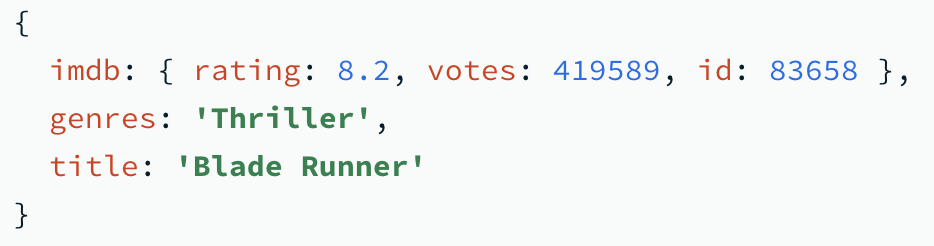 {
imdb: { rating: 8.2, votes: 419589, id: 83658 },
genres: 'Thriller',
title: 'Blade Runner'
}